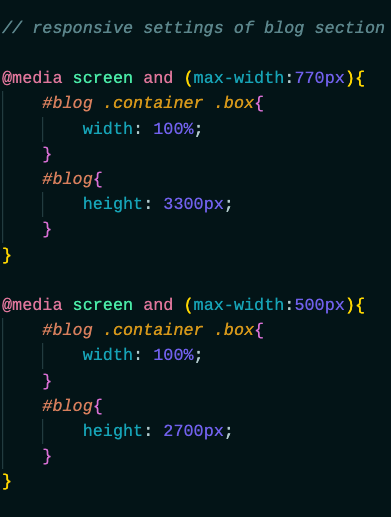 // responsive settings of blog section
@media screen and (max-width:770px){
#blog .container .box{
width: 100%;
}
#blog{
height: 3300px;
}
}
@media screen and (max-width:500px){
#blog .container .box{
width: 100%;
}
#blog{
height: 2700px;
}
}